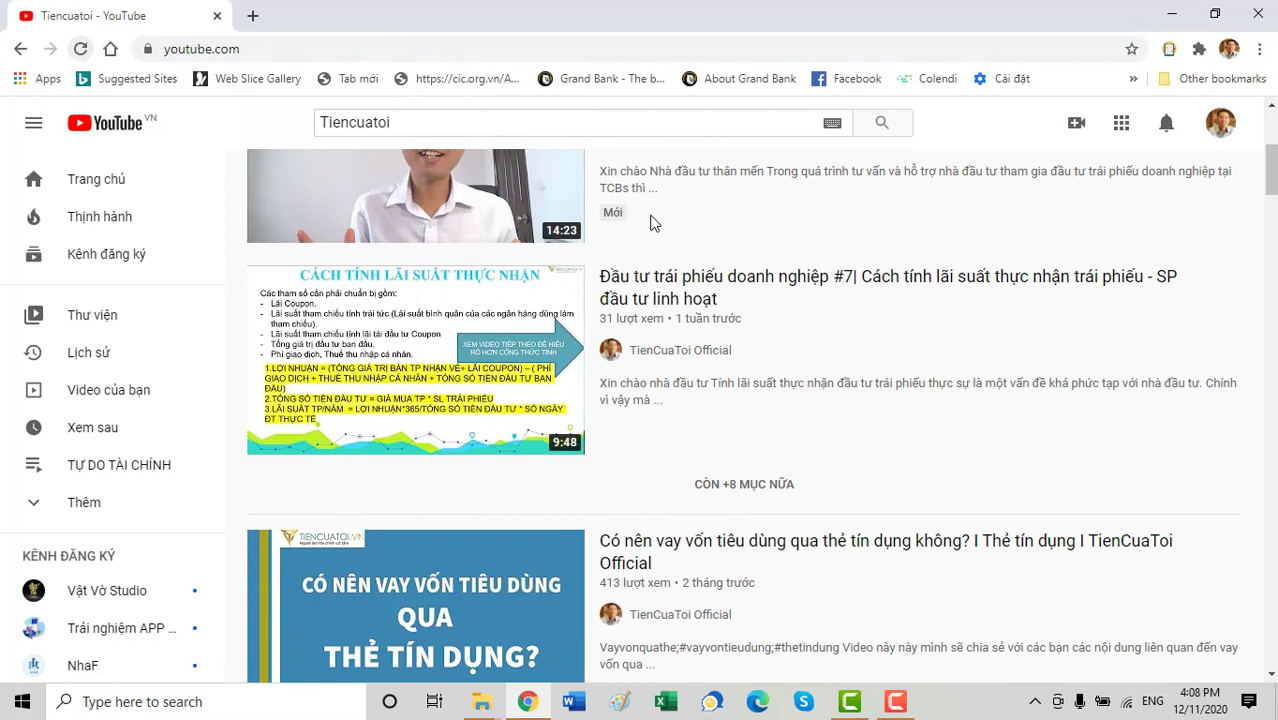 Tiencuatoi - YouTube
youtube.com
Apps
Suggested Sites
Web Slice Gallery
Tab mới
https://cic.org.vn/A...
Grand Bank - The b...
About Grand Bank
Facebook
Colendi
Cài đặt
»
Other bookmarks
YouTube VN
Tiencuatoi
Trang chủ
Thịnh hành
Kênh đăng ký
Thư viện
Lịch sử
Video của bạn
Xem sau
TỰ DO TÀI CHÍNH
Thêm
KÊNH ĐĂNG KÝ
Vật Vờ Studio
Trải nghiệm APP ...
NhaF
14:23
Xin chào Nhà đầu tư thân mến Trong quá trình tư vấn và hỗ trợ nhà đầu tư tham gia đầu tư trái phiếu doanh nghiệp tại
TCBs thì ...
Mới
CÁCH TÍNH LÃI SUẤT THỰC NHẬN
Các tham số cần phải chuẩn bị gồm:
- Lãi Coupon,
- Lãi suất tham chiếu tính trái tức (Lãi suất bình quân của các ngân hàng dùng làm
tham chiếu).
- Lãi suất tham chiếu tính lãi tái đầu tư Coupon
- Tổng giá trị đầu tư ban đầu.
- Phí giao dịch, Thuế thu nhập cá nhân.
XEM VIDEO TIẾP THEO ĐỂ HIỂU
RÕ HƠN CÔNG THỨC TÍNH
1.LỢI NHUẬN = (TỔNG GIÁ TRỊ BÁN TP NHẬN VỀ+ LÃI COUPON) – ( PHÍ
GIAO DỊCH + THUẾ THU NHẬP CÁ NHÂN + TỔNG SỐ TIỀN ĐẦU TƯ BAN
ĐẦU)
2.TỔNG SỐ TIỀN ĐẦU TƯ = GIÁ MUA TP * SL TRÁI PHIẾU
3.LÃI SUẤT TP/NĂM = LỢI NHUẬN*365/TỔNG SỐ TIỀN ĐẦU TƯ * SỐ NGÀY
ĐT THỰC TẾ
9:48
Đầu tư trái phiếu doanh nghiệp #7| Cách tính lãi suất thực nhận trái phiếu - SP
đầu tư linh hoạt
31 lượt xem • 1 tuần trước
TienCuaToi Official
Xin chào nhà đầu tư Tính lãi suất thực nhận đầu tư trái phiếu thực sự là một vấn đề khá phức tạp với nhà đầu tư. Chính
vì vậy mà ...
CÒN +8 MỤC NỮA
TIENCUATOI.VN
CÓ NÊN VAY VỐN TIÊU DÙNG
QUA
THẺ TÍN DỤNG?
Có nên vay vốn tiêu dùng qua thẻ tín dụng không? I Thẻ tín dụng I TienCuaToi
Official
413 lượt xem • 2 tháng trước
TienCuaToi Official
Vayvonquathe;#vayvontieudung;#thetindung Video này này mình sẽ chia sẻ với các bạn các nội dung liên quan đến vay
vốn qua ...
Type here to search
ENG
4:08 PM
12/11/2020